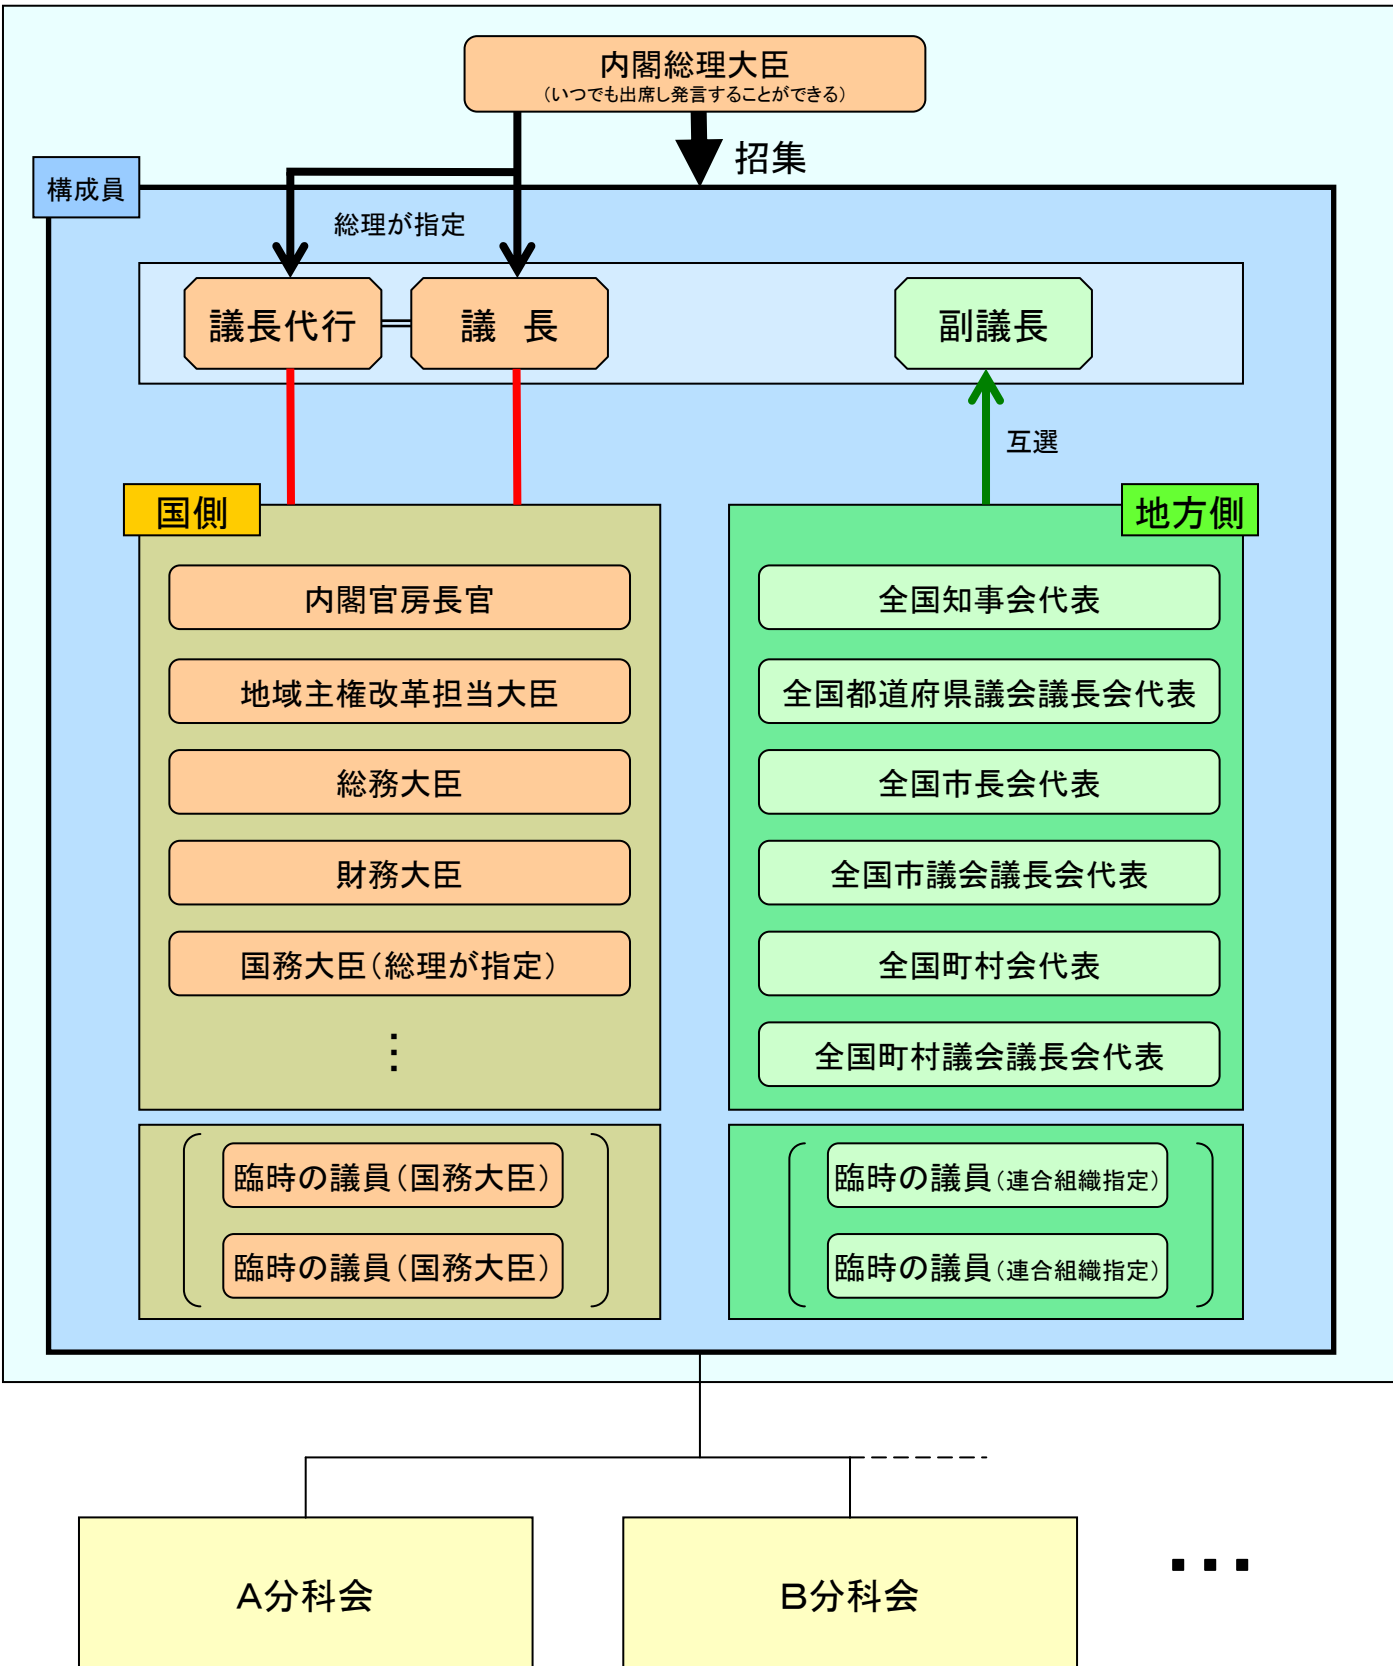 内閣総理大臣
（いつでも出席し発言することができる）
招集
構成員
総理が指定
議長代行
議　長
副議長
互選
国側
地方側
内閣官房長官
地域主権改革担当大臣
総務大臣
財務大臣
国務大臣（総理が指定）
⋮
全国知事会代表
全国都道府県議会議長会代表
全国市長会代表
全国市議会議長会代表
全国町村会代表
全国町村議会議長会代表
臨時の議員（国務大臣）
臨時の議員（国務大臣）
臨時の議員（連合組織指定）
臨時の議員（連合組織指定）
Ａ分科会
Ｂ分科会
・・・